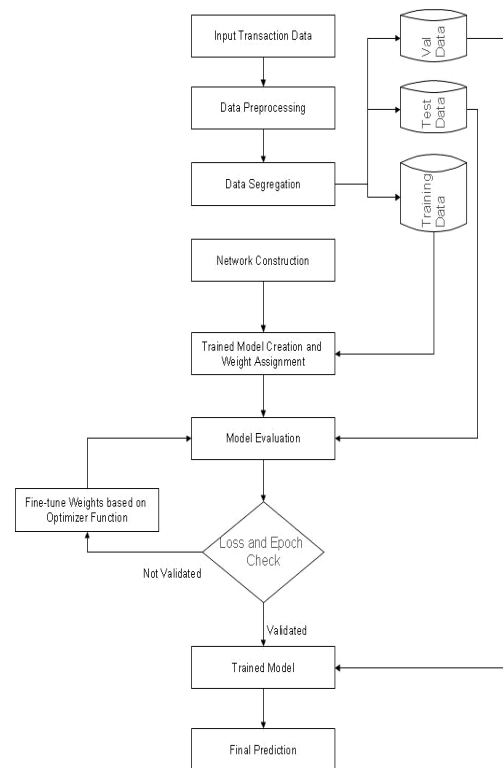 Input Transaction Data
Val
Data
Data Preprocessing
Test
Data
Data Segregation
Training
Data
Network Construction
Trained Model Creation and
Weight Assignment
Model Evaluation
Fine-tune Weights based on
Optimizer Function
Loss and Epoch
Check
Not Validated
Validated
Trained Model
Final Prediction